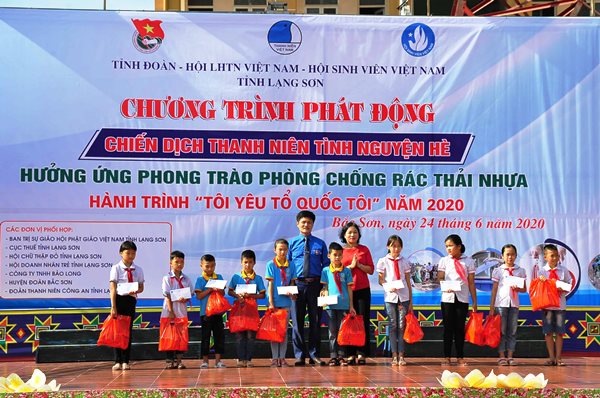 THANH NIÊN
VIỆT NAM
TỈNH ĐOÀN - HỘI LHTN VIỆT NAM - HỘI SINH VIÊN VIỆT NAM
TỈNH LẠNG SƠN
CHƯƠNG TRÌNH PHÁT ĐỘNG
CHIẾN DỊCH THANH NIÊN TÌNH NGUYỆN HÈ
HƯỞNG ỨNG PHONG TRÀO PHÒNG CHỐNG RÁC THẢI NHỰA
HÀNH TRÌNH "TÔI YÊU TỔ QUỐC TÔI" NĂM 2020
Bắc Sơn, ngày 24 tháng 6 năm 2020
CÁC ĐƠN VỊ PHỐI HỢP:
- BAN TRỊ SỰ GIÁO HỘI PHẬT GIÁO VIỆT NAM TỈNH LẠNG SƠN
- CỤC THUẾ TỈNH LẠNG SƠN
- HỘI CHỮ THẬP ĐỎ TỈNH LẠNG SƠN
- HỘI DOANH NHÂN TRẺ TỈNH LẠNG SƠN
- CÔNG TY TNHH BẢO LONG
- HUYỆN ĐOÀN BẮC SƠN
- ĐOÀN THANH NIÊN CÔNG AN TỈNH